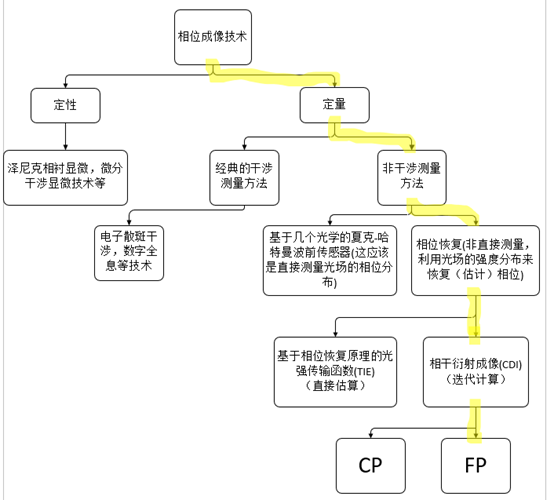 相位成像技术
定性
定量
泽尼克相衬显微，微分
干涉显微技术等
经典的干涉
测量方法
非干涉测量
方法
电子散斑干
涉，数字全
息等技术
基于几个光学的夏克-哈
特曼波前传感器(这应该
是直接测量光场的相位分
布)
相位恢复(非直接测量，
利用光场的强度分布来
恢复（估计）相位)
基于相位恢复原理的光
强传输函数(TIE)
（直接估算）
相干衍射成像(CDI)
（迭代计算）
CP
FP